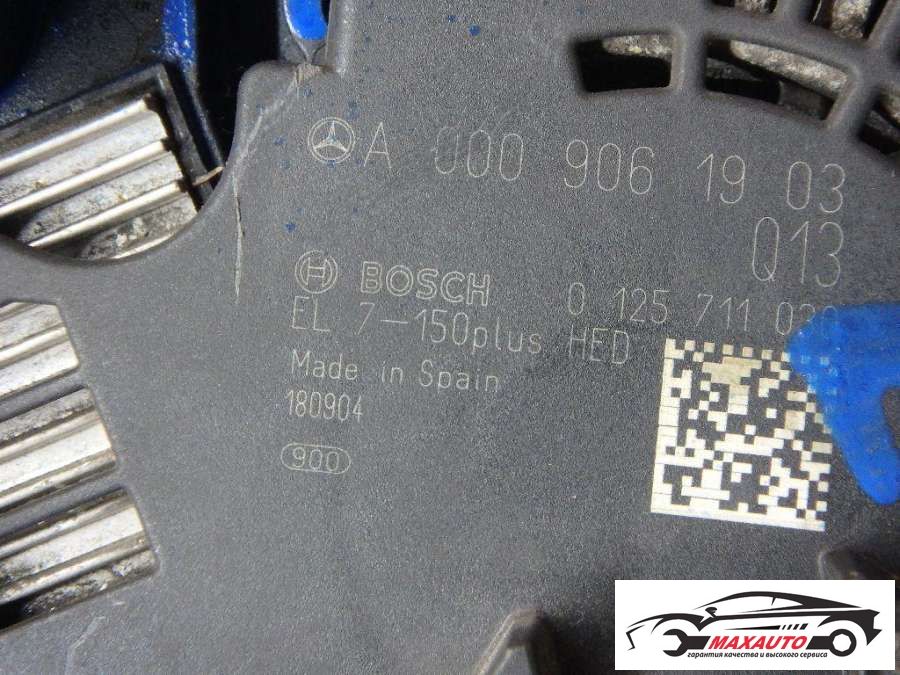 A 000 906 19 03
Q13
BOSCH
0 125 711
EL 7-150plus HED
Made in Spain
180904
900
MAXAUTO
гарантия качества и высокого сервиса